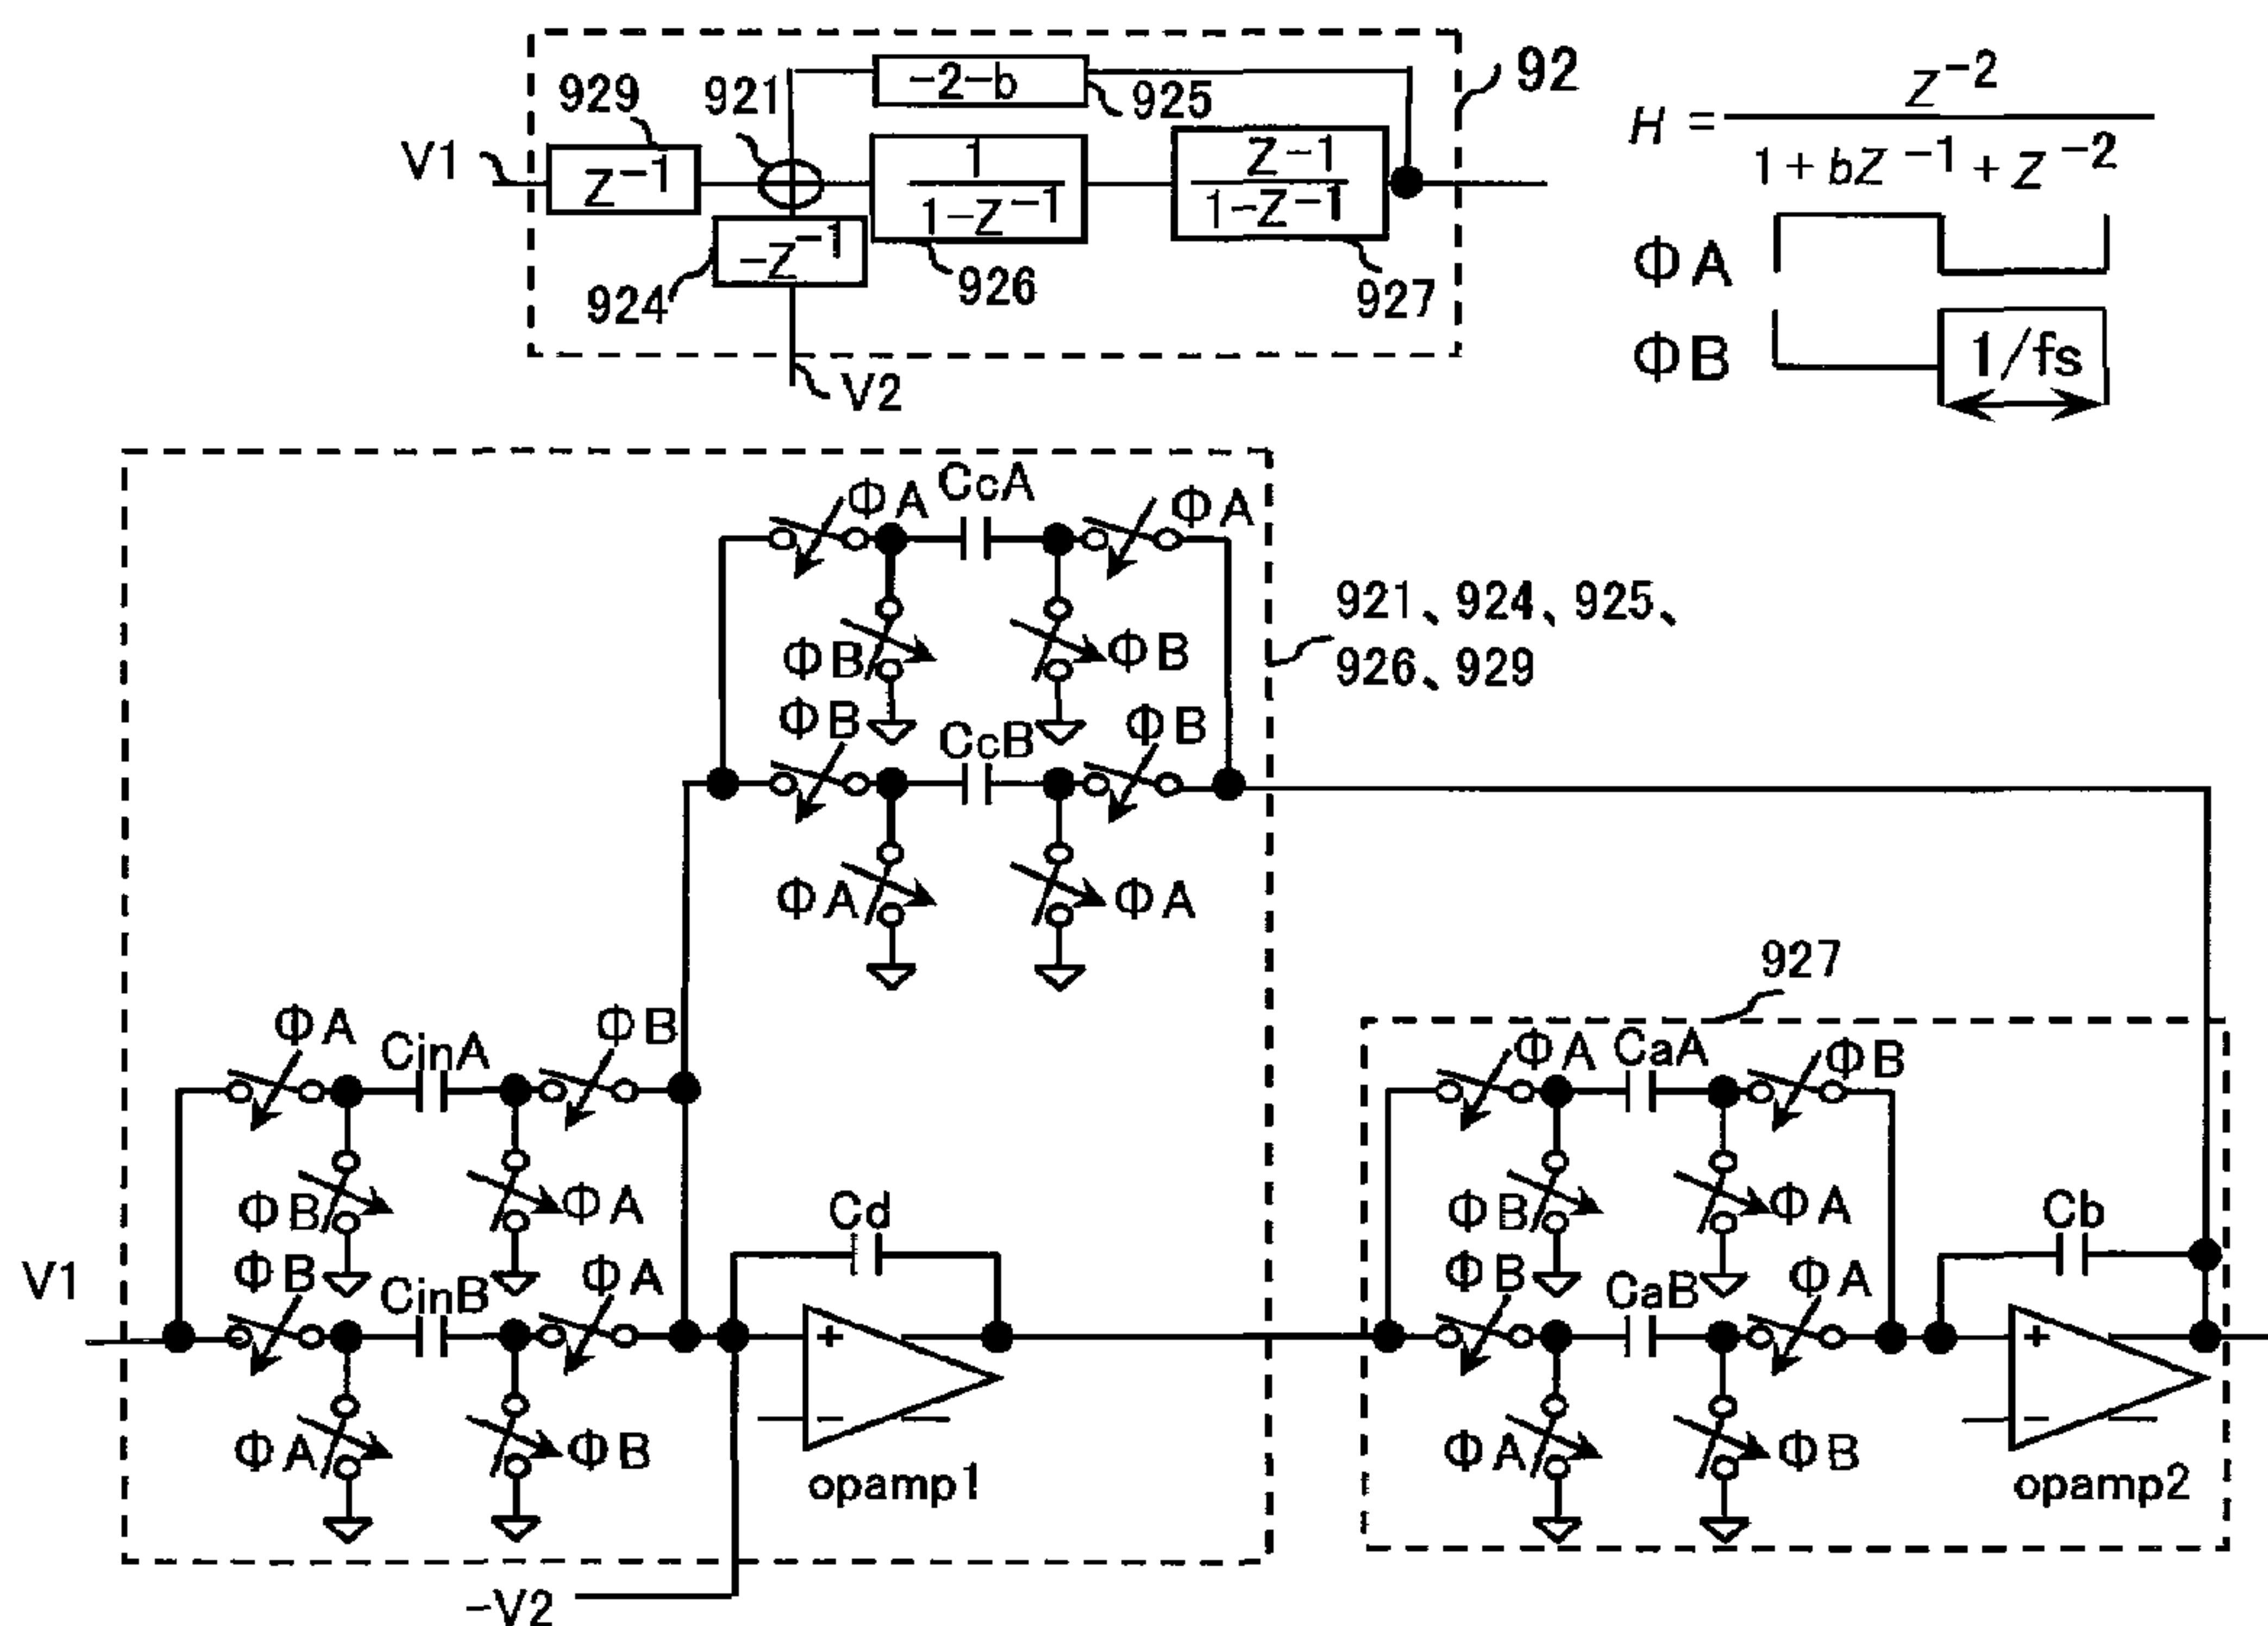 -2-b
925
92
929
921
V1
Z⁻¹
1
1-Z⁻¹
Z⁻¹
1-Z⁻¹
-Z⁻¹
924
926
927
V2
H = Z⁻²
1+bZ⁻¹+Z⁻²
ΦA
ΦB
1/fs
ΦA CcA ΦA
ΦB ΦB
ΦB CcB ΦB
ΦA ΦA
921、924、925、
926、929
927
ΦA CinA ΦB
ΦB ΦA
ΦB CinB ΦA
ΦA ΦB
V1
Cd
+
-
opamp1
-V2
ΦA CaA ΦB
ΦB ΦA
ΦB CaB ΦA
ΦA ΦB
Cb
+
-
opamp2